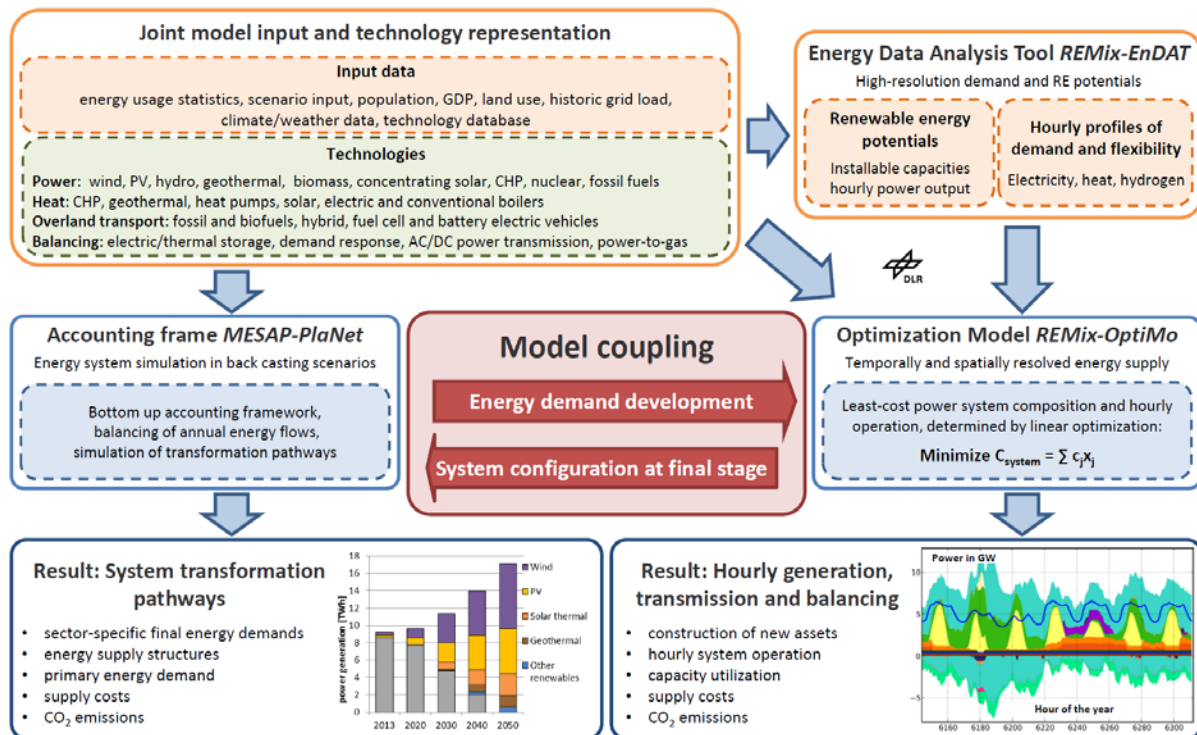 Joint model input and technology representation
Input data
energy usage statistics, scenario input, population, GDP, land use, historic grid load,
climate/weather data, technology database
Technologies
Power: wind, PV, hydro, geothermal, biomass, concentrating solar, CHP, nuclear, fossil fuels
Heat: CHP, geothermal, heat pumps, solar, electric and conventional boilers
Overland transport: fossil and biofuels, hybrid, fuel cell and battery electric vehicles
Balancing: electric/thermal storage, demand response, AC/DC power transmission, power-to-gas
Energy Data Analysis Tool REMix-EnDAT
High-resolution demand and RE potentials
Renewable energy
potentials
Installable capacities
hourly power output
Hourly profiles of
demand and flexibility
Electricity, heat, hydrogen
DLR
Accounting frame MESAP-PlaNet
Energy system simulation in back casting scenarios
Bottom up accounting framework,
balancing of annual energy flows,
simulation of transformation pathways
Model coupling
Energy demand development
System configuration at final stage
Optimization Model REMix-OptiMo
Temporally and spatially resolved energy supply
Least-cost power system composition and hourly
operation, determined by linear optimization:
Minimize C_system = ∑ c_j x_j
Result: System transformation
pathways
• sector-specific final energy demands
• energy supply structures
• primary energy demand
• supply costs
• CO₂ emissions
power generation [TWh]
18
16
14
12
10
8
6
4
2
0
2013 2020 2030 2040 2050
Wind
PV
Solar thermal
Geothermal
Other
renewables
Result: Hourly generation,
transmission and balancing
• construction of new assets
• hourly system operation
• capacity utilization
• supply costs
• CO₂ emissions
Power in GW
10
5
0
−5
Hour of the year
6160 6180 6200 6220 6240 6260 6280 6300